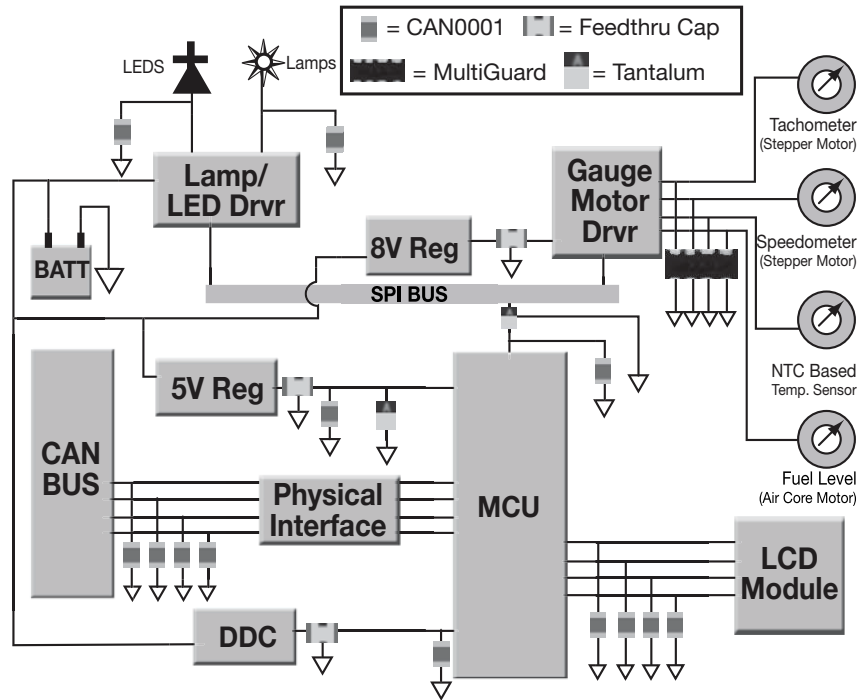 = CAN0001 = Feedthru Cap
= MultiGuard = Tantalum
LEDS
Lamps
Lamp/
LED Drvr
BATT
8V Reg
Gauge
Motor
Drvr
SPI BUS
Tachometer
(Stepper Motor)
Speedometer
(Stepper Motor)
NTC Based
Temp. Sensor
Fuel Level
(Air Core Motor)
5V Reg
CAN
BUS
Physical
Interface
MCU
LCD
Module
DDC